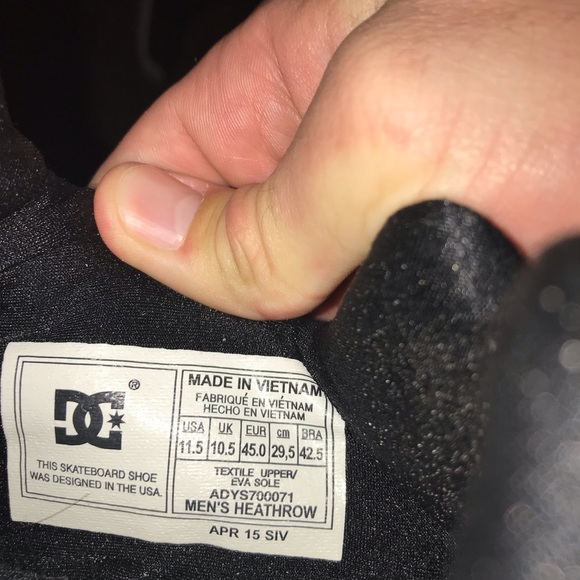 DC ®
THIS SKATEBOARD SHOE
WAS DESIGNED IN THE USA.
MADE IN VIETNAM
FABRIQUÉ EN VIÉTNAM
HECHO EN VIETNAM
USA UK EUR cm BRA
11.5 10.5 45.0 29,5 42.5
TEXTILE UPPER/
EVA SOLE
ADYS700071
MEN'S HEATHROW
APR 15 SIV